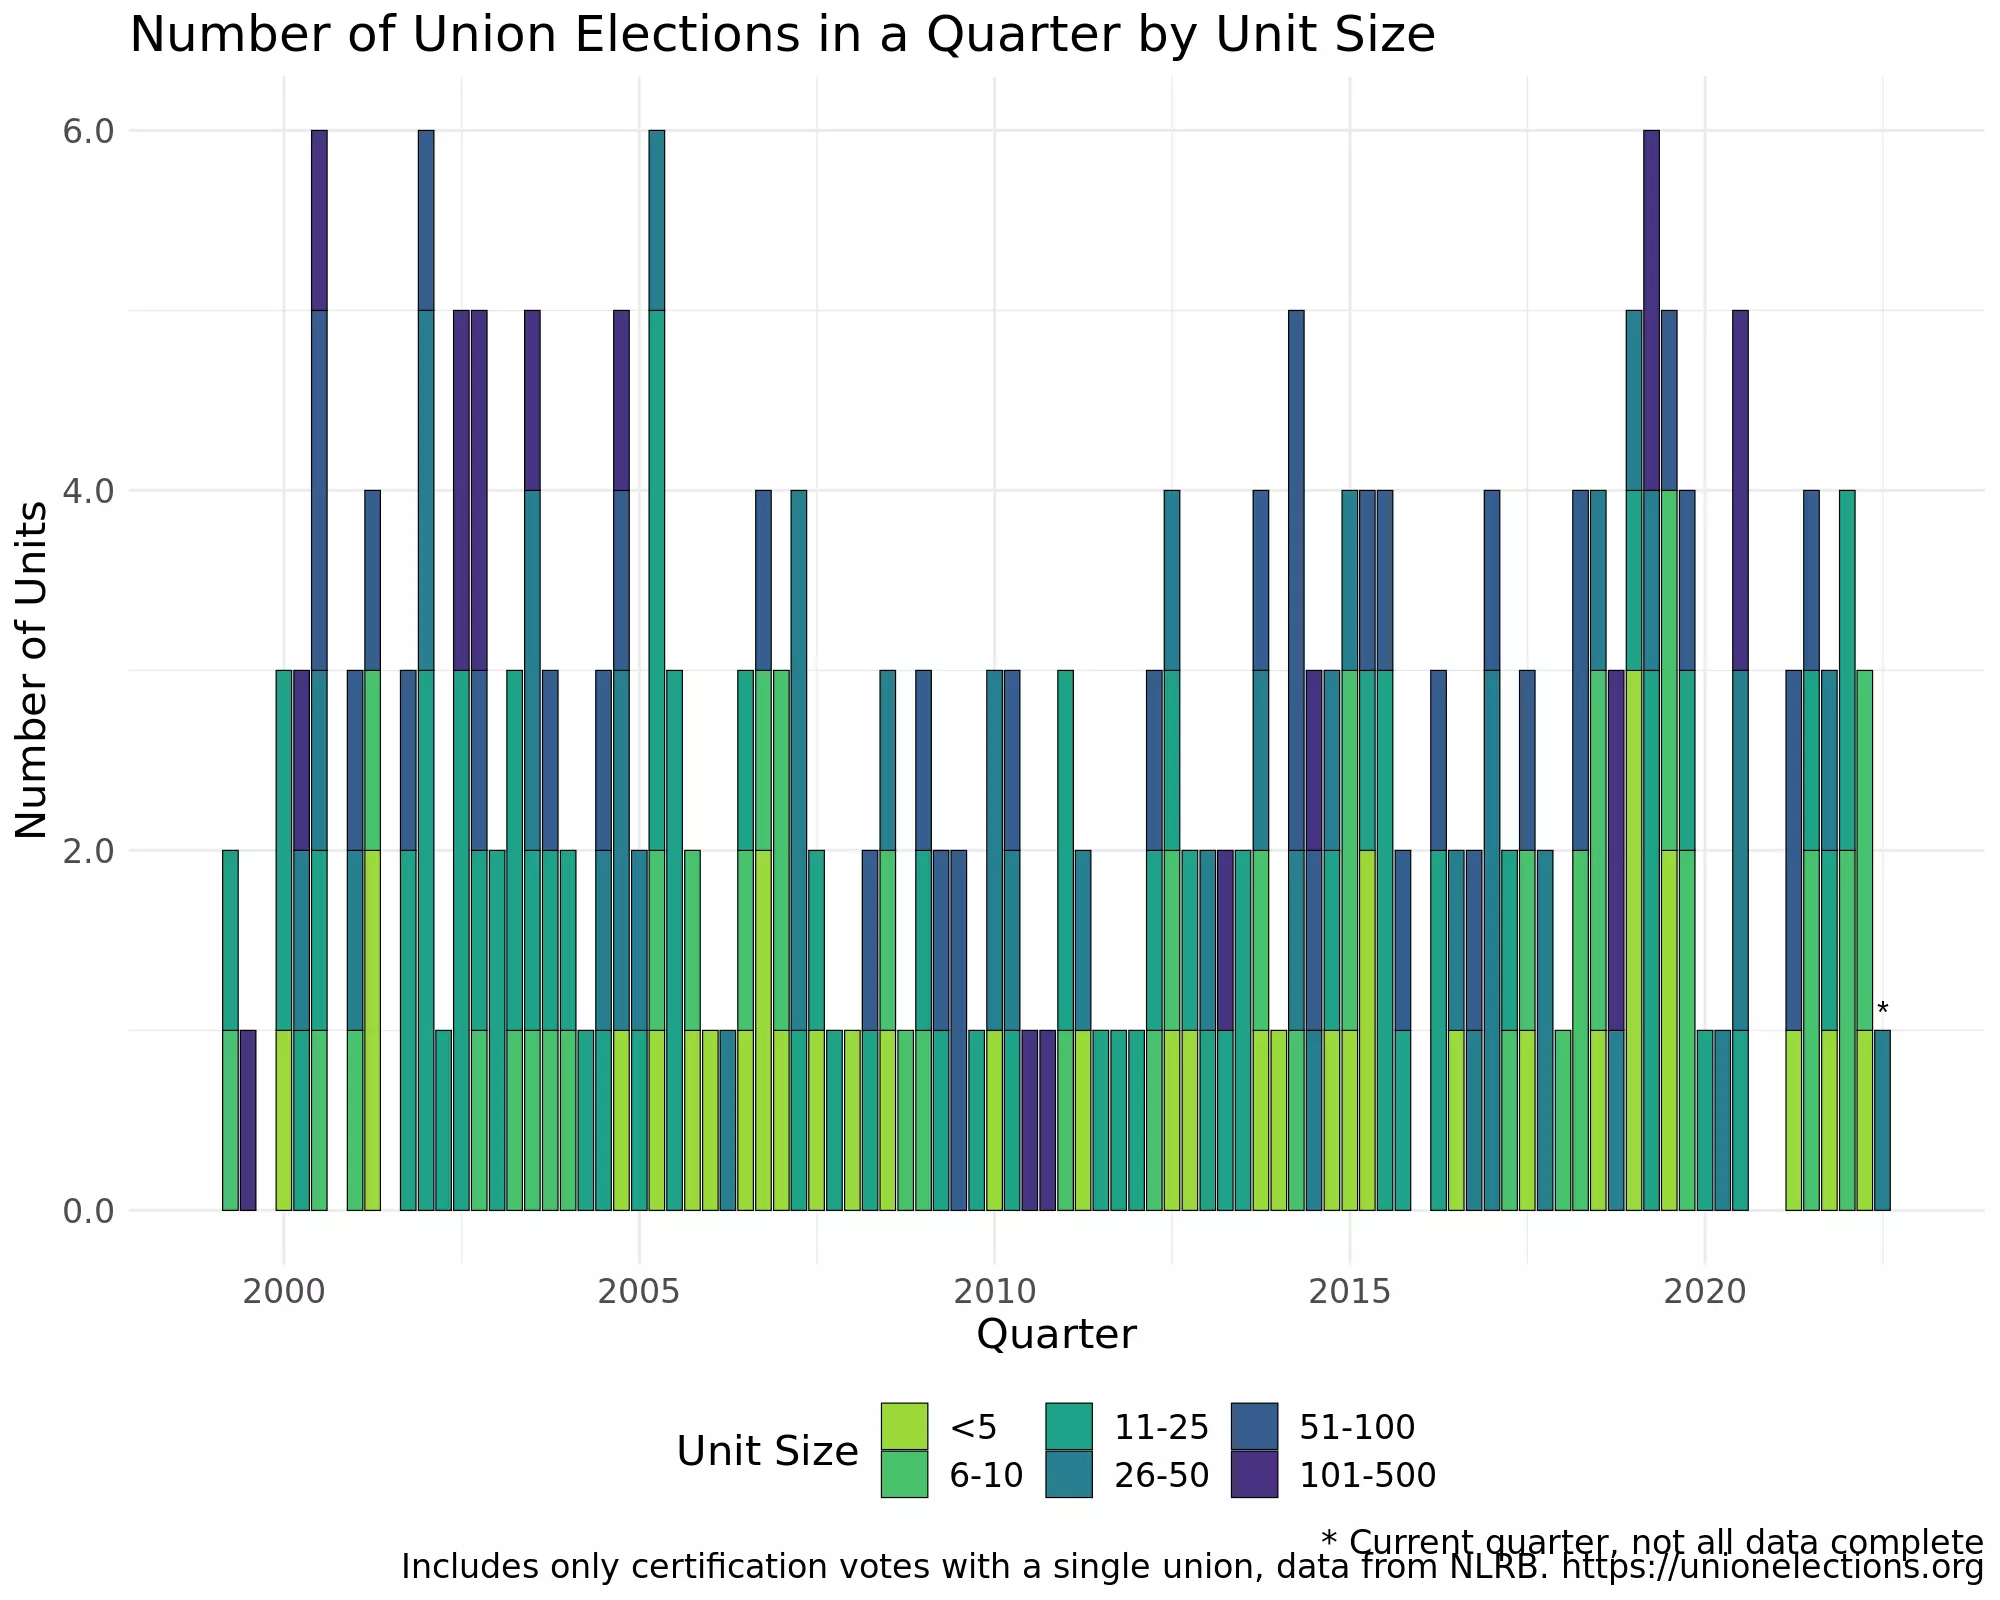 Number of Union Elections in a Quarter by Unit Size
6.0
4.0
2.0
0.0
Number of Units
*
2000 2005 2010 2015 2020
Quarter
Unit Size
<5 11-25 51-100
6-10 26-50 101-500
* Current quarter, not all data complete
Includes only certification votes with a single union, data from NLRB. https://unionelections.org